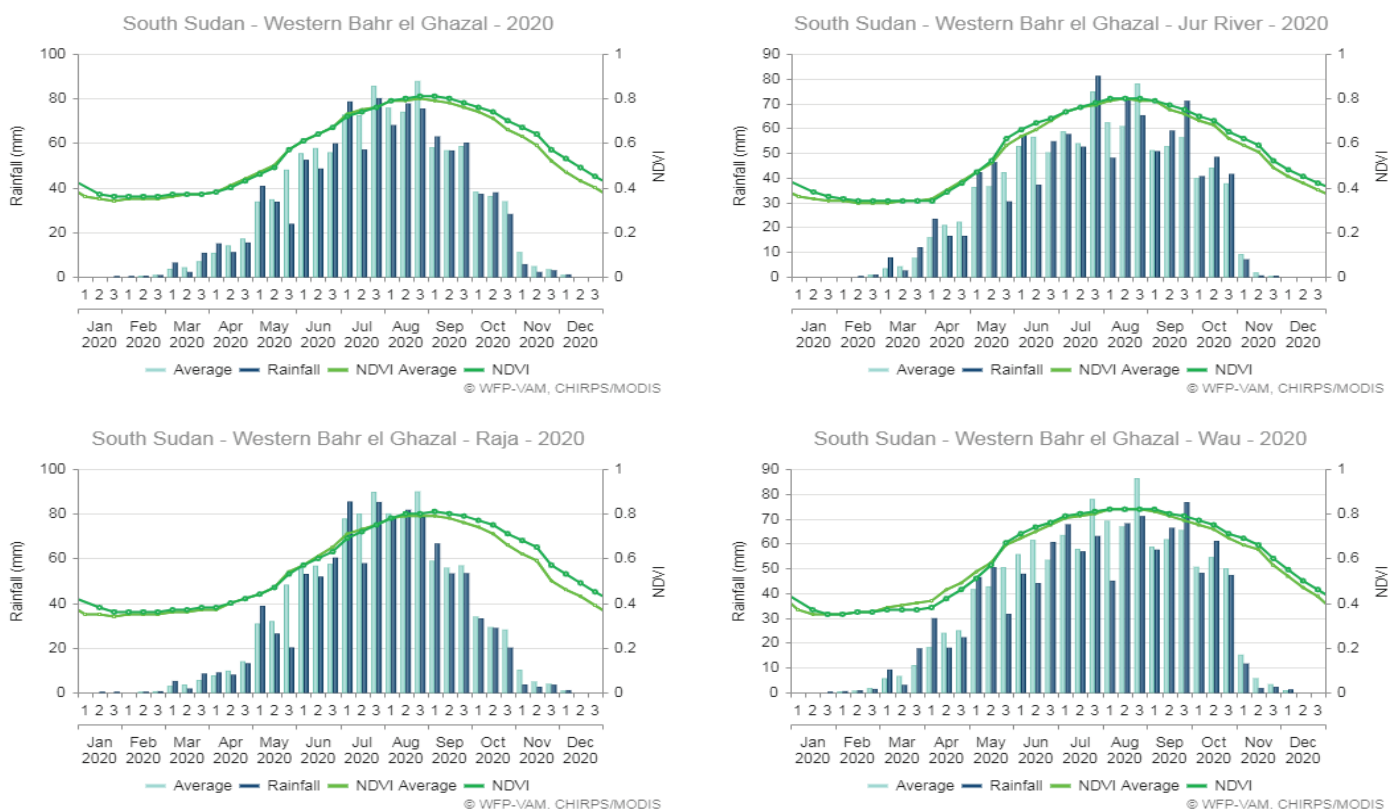 South Sudan - Western Bahr el Ghazal - 2020
100
80
60
40
20
0
Rainfall (mm)
1
0.8
0.6
0.4
0.2
0
NDVI
1 2 3 1 2 3 1 2 3 1 2 3 1 2 3 1 2 3 1 2 3 1 2 3 1 2 3 1 2 3 1 2 3 1 2 3
Jan Feb Mar Apr May Jun Jul Aug Sep Oct Nov Dec
2020 2020 2020 2020 2020 2020 2020 2020 2020 2020 2020 2020
Average Rainfall NDVI Average NDVI
© WFP-VAM, CHIRPS/MODIS
South Sudan - Western Bahr el Ghazal - Jur River - 2020
90
80
70
60
50
40
30
20
10
0
Rainfall (mm)
1
0.8
0.6
0.4
0.2
0
NDVI
1 2 3 1 2 3 1 2 3 1 2 3 1 2 3 1 2 3 1 2 3 1 2 3 1 2 3 1 2 3 1 2 3 1 2 3
Jan Feb Mar Apr May Jun Jul Aug Sep Oct Nov Dec
2020 2020 2020 2020 2020 2020 2020 2020 2020 2020 2020 2020
Average Rainfall NDVI Average NDVI
© WFP-VAM, CHIRPS/MODIS
South Sudan - Western Bahr el Ghazal - Raja - 2020
100
80
60
40
20
0
Rainfall (mm)
1
0.8
0.6
0.4
0.2
0
NDVI
1 2 3 1 2 3 1 2 3 1 2 3 1 2 3 1 2 3 1 2 3 1 2 3 1 2 3 1 2 3 1 2 3 1 2 3
Jan Feb Mar Apr May Jun Jul Aug Sep Oct Nov Dec
2020 2020 2020 2020 2020 2020 2020 2020 2020 2020 2020 2020
Average Rainfall NDVI Average NDVI
© WFP-VAM, CHIRPS/MODIS
South Sudan - Western Bahr el Ghazal - Wau - 2020
90
80
70
60
50
40
30
20
10
0
Rainfall (mm)
1
0.8
0.6
0.4
0.2
0
NDVI
1 2 3 1 2 3 1 2 3 1 2 3 1 2 3 1 2 3 1 2 3 1 2 3 1 2 3 1 2 3 1 2 3 1 2 3
Jan Feb Mar Apr May Jun Jul Aug Sep Oct Nov Dec
2020 2020 2020 2020 2020 2020 2020 2020 2020 2020 2020 2020
Average Rainfall NDVI Average NDVI
© WFP-VAM, CHIRPS/MODIS